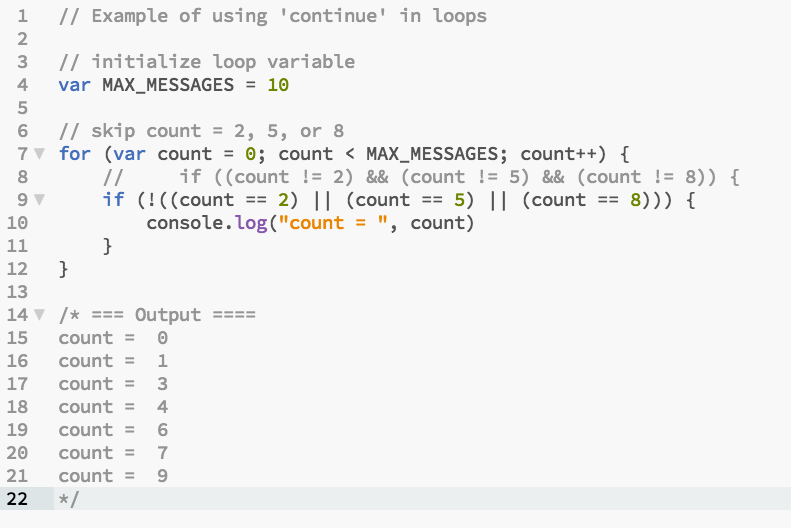 1 // Example of using 'continue' in loops
2
3 // initialize loop variable
4 var MAX_MESSAGES = 10
5
6 // skip count = 2, 5, or 8
7 for (var count = 0; count < MAX_MESSAGES; count++) {
8     //     if ((count != 2) && (count != 5) && (count != 8)) {
9     if (!((count == 2) || (count == 5) || (count == 8))) {
10         console.log("count = ", count)
11     }
12 }
13
14 /* === Output ====
15 count =  0
16 count =  1
17 count =  3
18 count =  4
19 count =  6
20 count =  7
21 count =  9
22 */